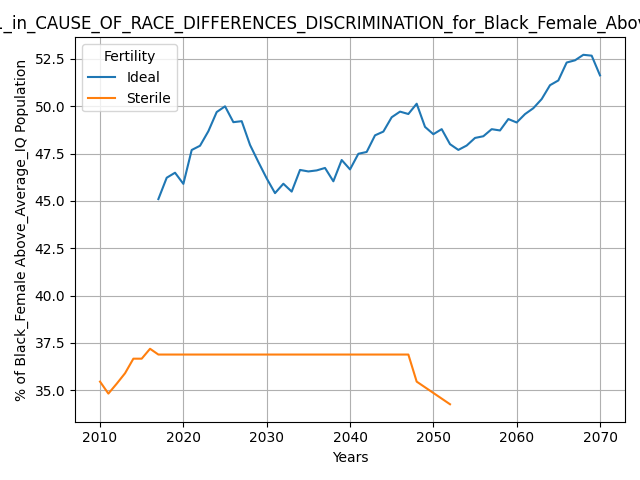 _in_CAUSE_OF_RACE_DIFFERENCES_DISCRIMINATION_for_Black_Female_Abov
Fertility
Ideal
Sterile
52.5
50.0
47.5
45.0
42.5
40.0
37.5
35.0
% of Black_Female Above_Average_IQ Population
2010 2020 2030 2040 2050 2060 2070
Years